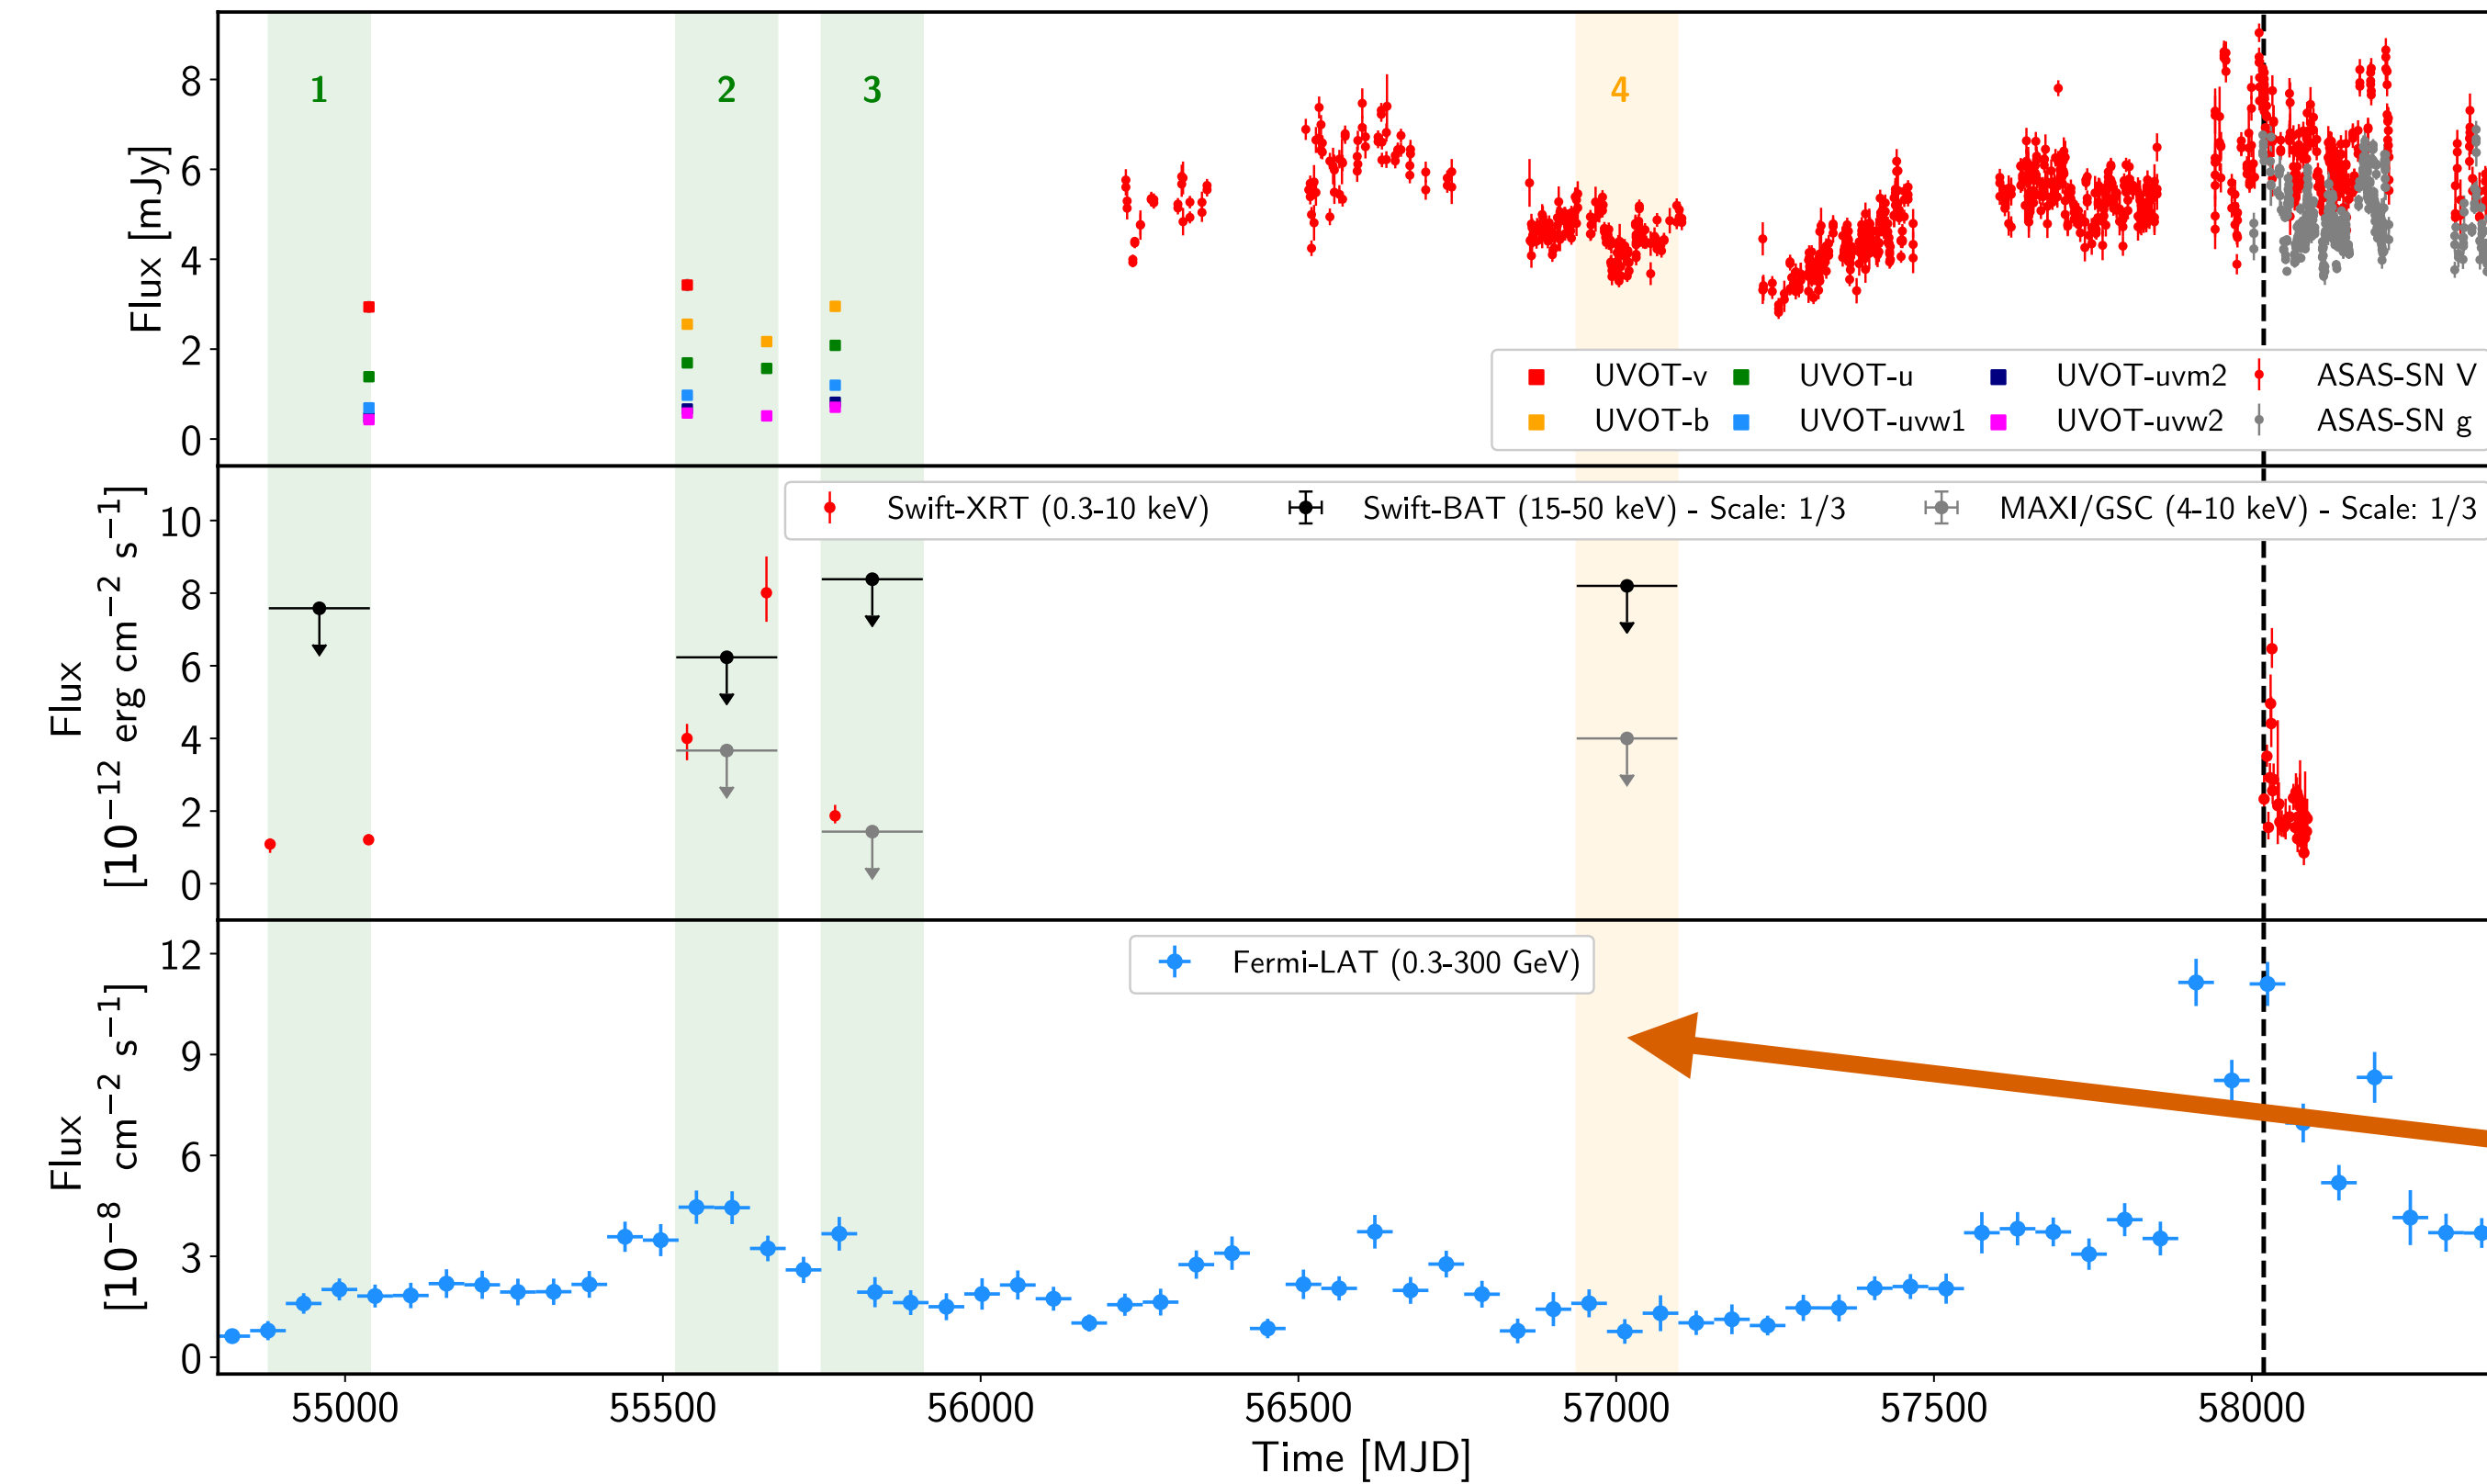 1 2 3 4
8
6
4
2
0
Flux [mJy]
UVOT-v UVOT-u UVOT-uvm2 ASAS-SN V
UVOT-b UVOT-uvw1 UVOT-uvw2 ASAS-SN g
Swift-XRT (0.3-10 keV) Swift-BAT (15-50 keV) - Scale: 1/3 MAXI/GSC (4-10 keV) - Scale: 1/3
10
8
6
4
2
0
Flux
[10⁻¹² erg cm⁻² s⁻¹]
Fermi-LAT (0.3-300 GeV)
12
9
6
3
0
Flux
[10⁻⁸ cm⁻² s⁻¹]
55000 55500 56000 56500 57000 57500 58000
Time [MJD]